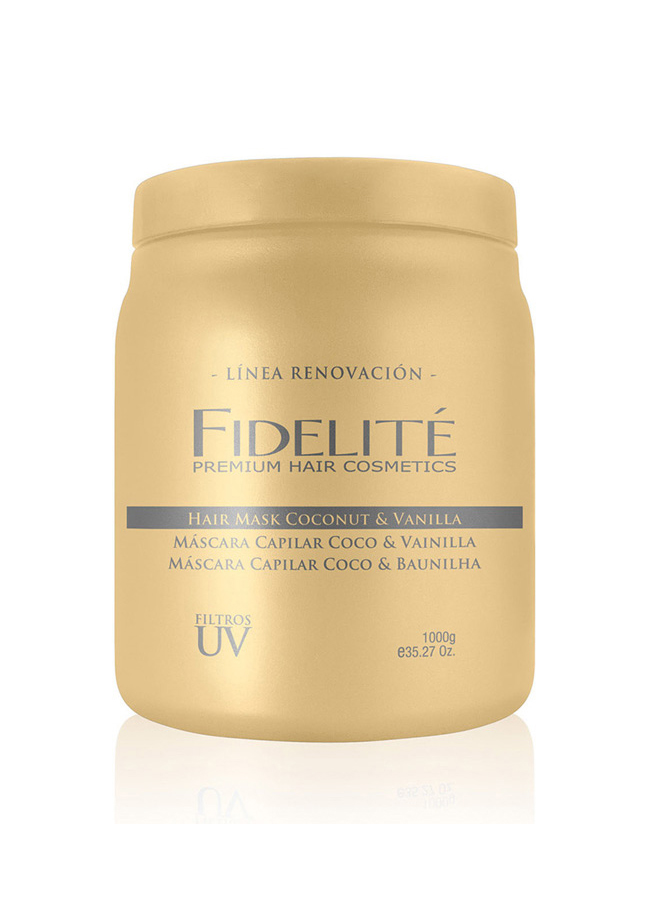 - LÍNEA RENOVACIÓN -
FIDELITÉ
PREMIUM HAIR COSMETICS
HAIR MASK COCONUT & VANILLA
MÁSCARA CAPILAR COCO & VAINILLA
MÁSCARA CAPILAR COCO & BAUNILHA
FILTROS
UV
1000g
e35.27 Oz.